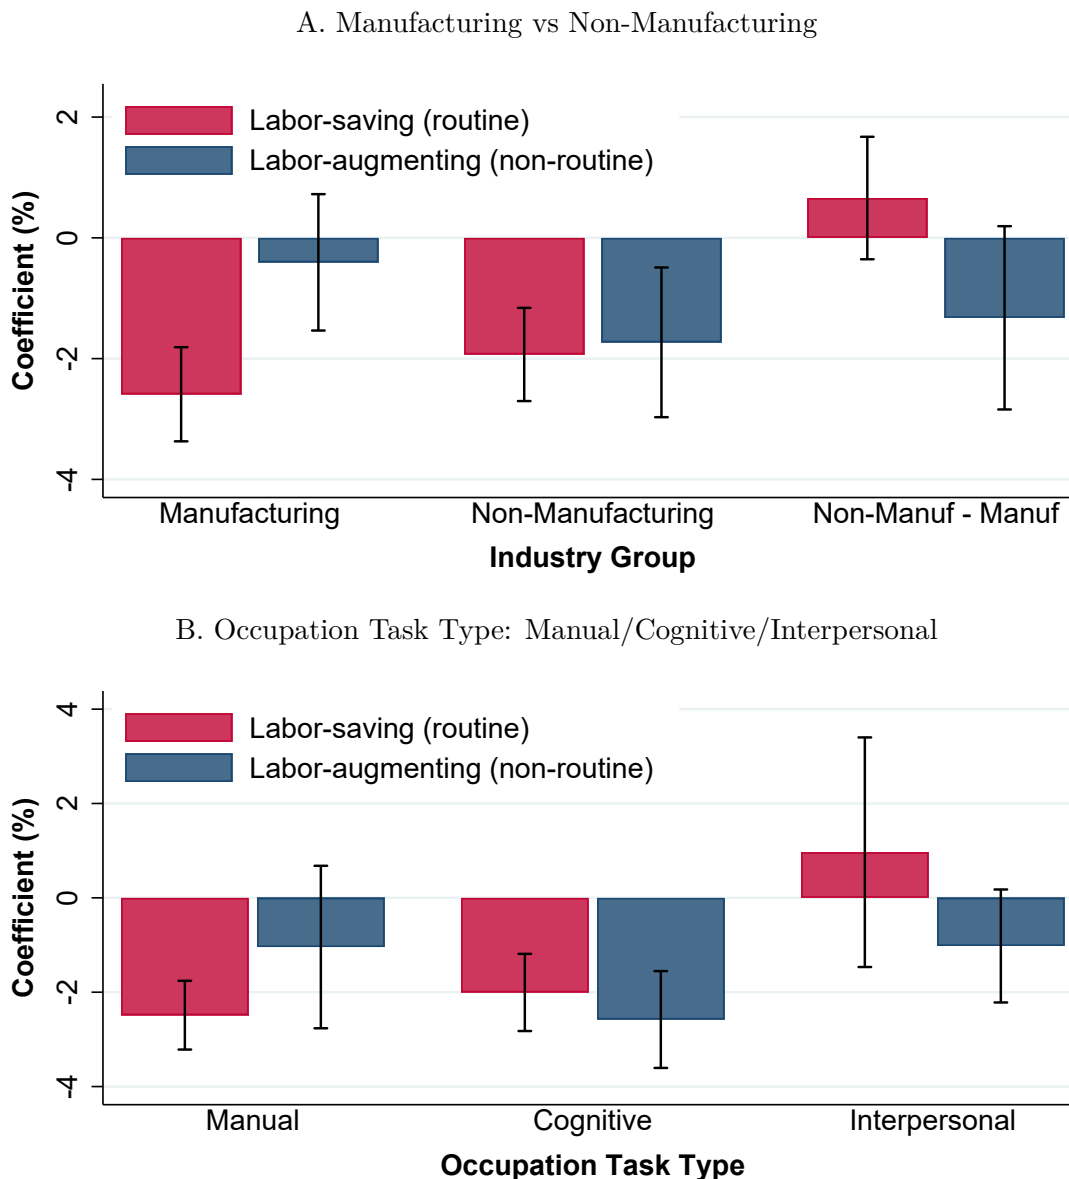 A. Manufacturing vs Non-Manufacturing
Labor-saving (routine)
Labor-augmenting (non-routine)
Coefficient (%)
2
0
-2
-4
Manufacturing Non-Manufacturing Non-Manuf - Manuf
Industry Group
B. Occupation Task Type: Manual/Cognitive/Interpersonal
Labor-saving (routine)
Labor-augmenting (non-routine)
Coefficient (%)
4
2
0
-2
-4
Manual Cognitive Interpersonal
Occupation Task Type